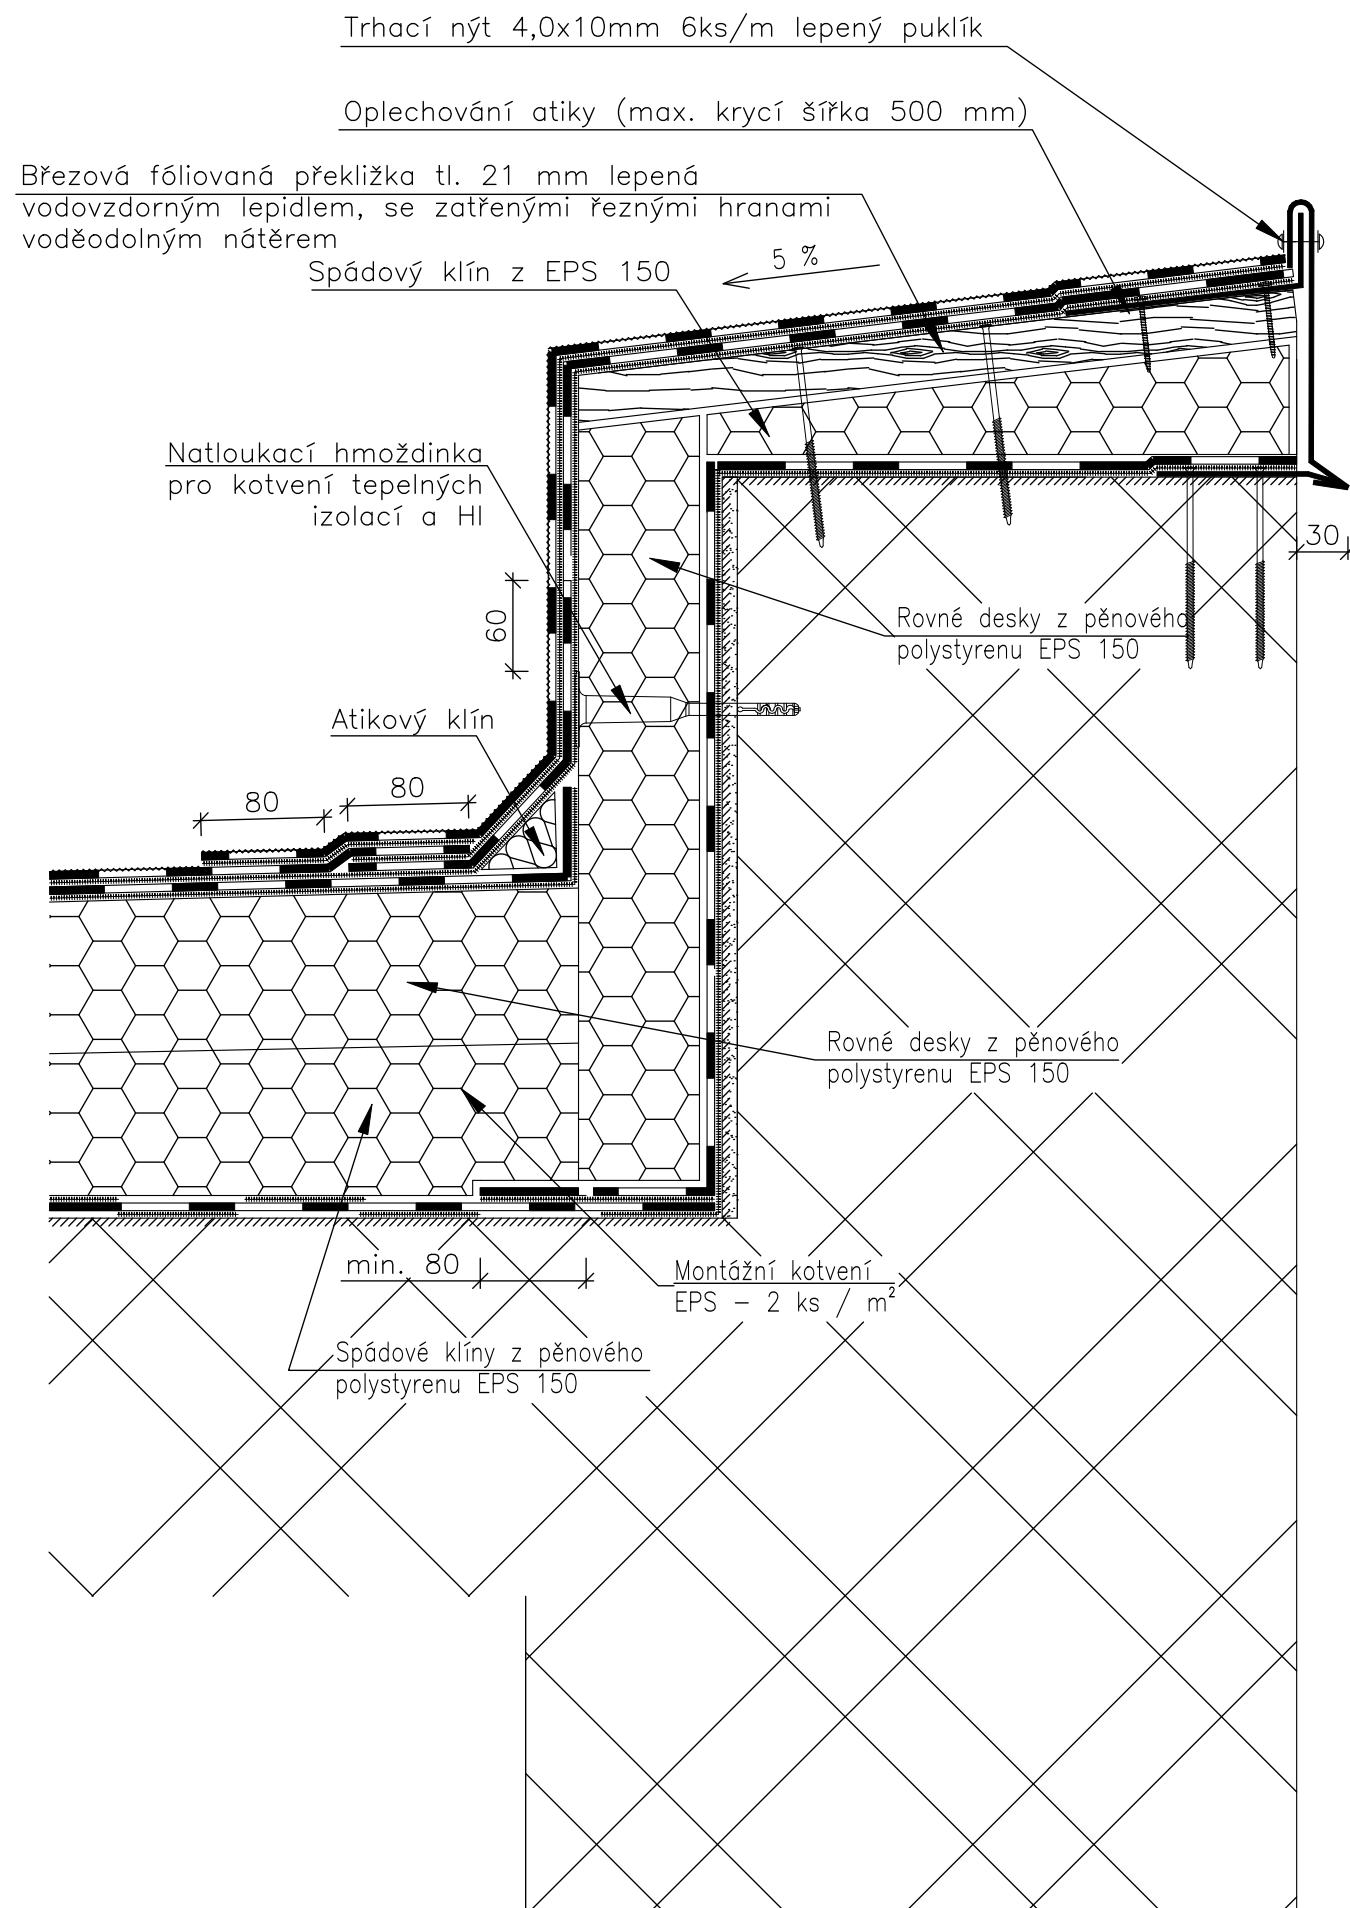 Trhací nýt 4,0x10mm 6ks/m lepený puklík
Oplechování atiky (max. krycí šířka 500 mm)
Březová fóliovaná překližka tl. 21 mm lepená
vodovzdorným lepidlem, se zatřenými řeznými hranami
voděodolným nátěrem
5 %
Spádový klín z EPS 150
Natloukací hmoždinka
pro kotvení tepelných
izolací a HI
30
60
Rovné desky z pěnového
polystyrenu EPS 150
Atikový klín
80
80
Rovné desky z pěnového
polystyrenu EPS 150
min. 80
Montážní kotvení
EPS – 2 ks / m²
Spádové klíny z pěnového
polystyrenu EPS 150